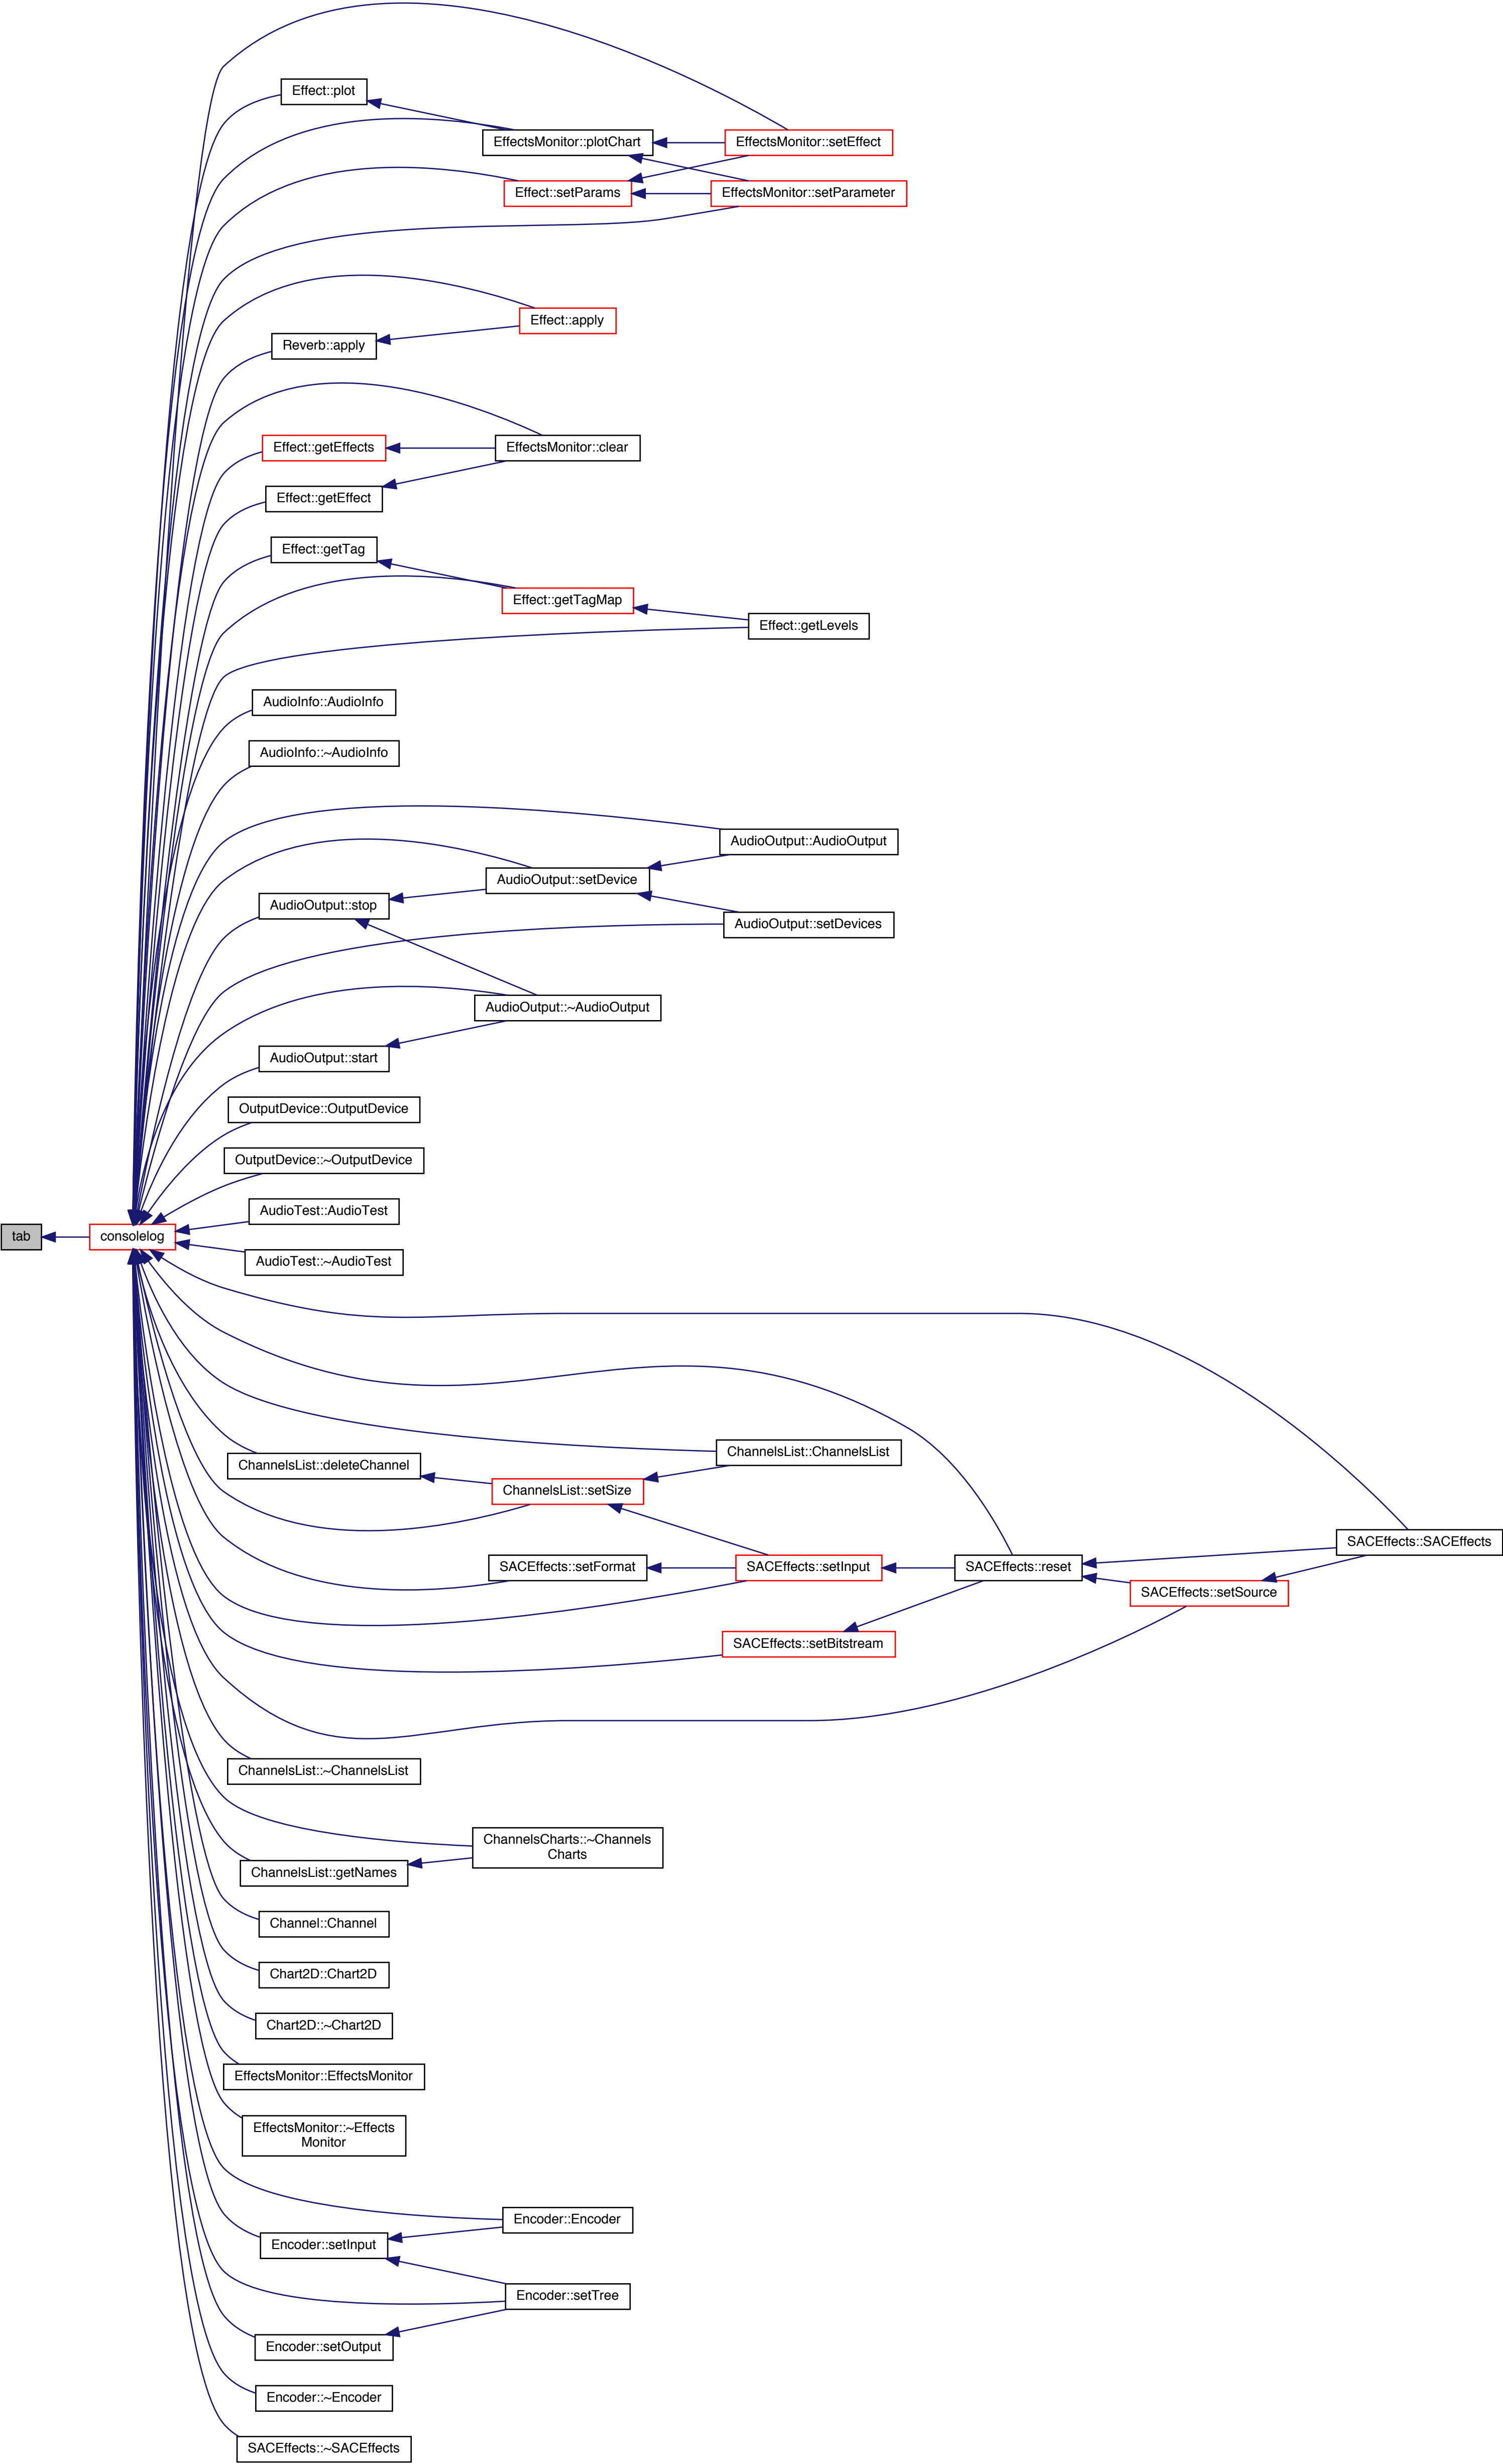 Effect::plot
EffectsMonitor::plotChart
EffectsMonitor::setEffect
Effect::setParams
EffectsMonitor::setParameter
Effect::apply
Reverb::apply
Effect::getEffects
EffectsMonitor::clear
Effect::getEffect
Effect::getTag
Effect::getTagMap
Effect::getLevels
AudioInfo::AudioInfo
AudioInfo::~AudioInfo
AudioOutput::AudioOutput
AudioOutput::setDevice
AudioOutput::stop
AudioOutput::setDevices
AudioOutput::~AudioOutput
AudioOutput::start
OutputDevice::OutputDevice
OutputDevice::~OutputDevice
AudioTest::AudioTest
tab
consolelog
AudioTest::~AudioTest
ChannelsList::ChannelsList
ChannelsList::deleteChannel
ChannelsList::setSize
SACEffects::SACEffects
SACEffects::setFormat
SACEffects::setInput
SACEffects::reset
SACEffects::setSource
SACEffects::setBitstream
ChannelsList::~ChannelsList
ChannelsCharts::~Channels
Charts
ChannelsList::getNames
Channel::Channel
Chart2D::Chart2D
Chart2D::~Chart2D
EffectsMonitor::EffectsMonitor
EffectsMonitor::~Effects
Monitor
Encoder::Encoder
Encoder::setInput
Encoder::setTree
Encoder::setOutput
Encoder::~Encoder
SACEffects::~SACEffects